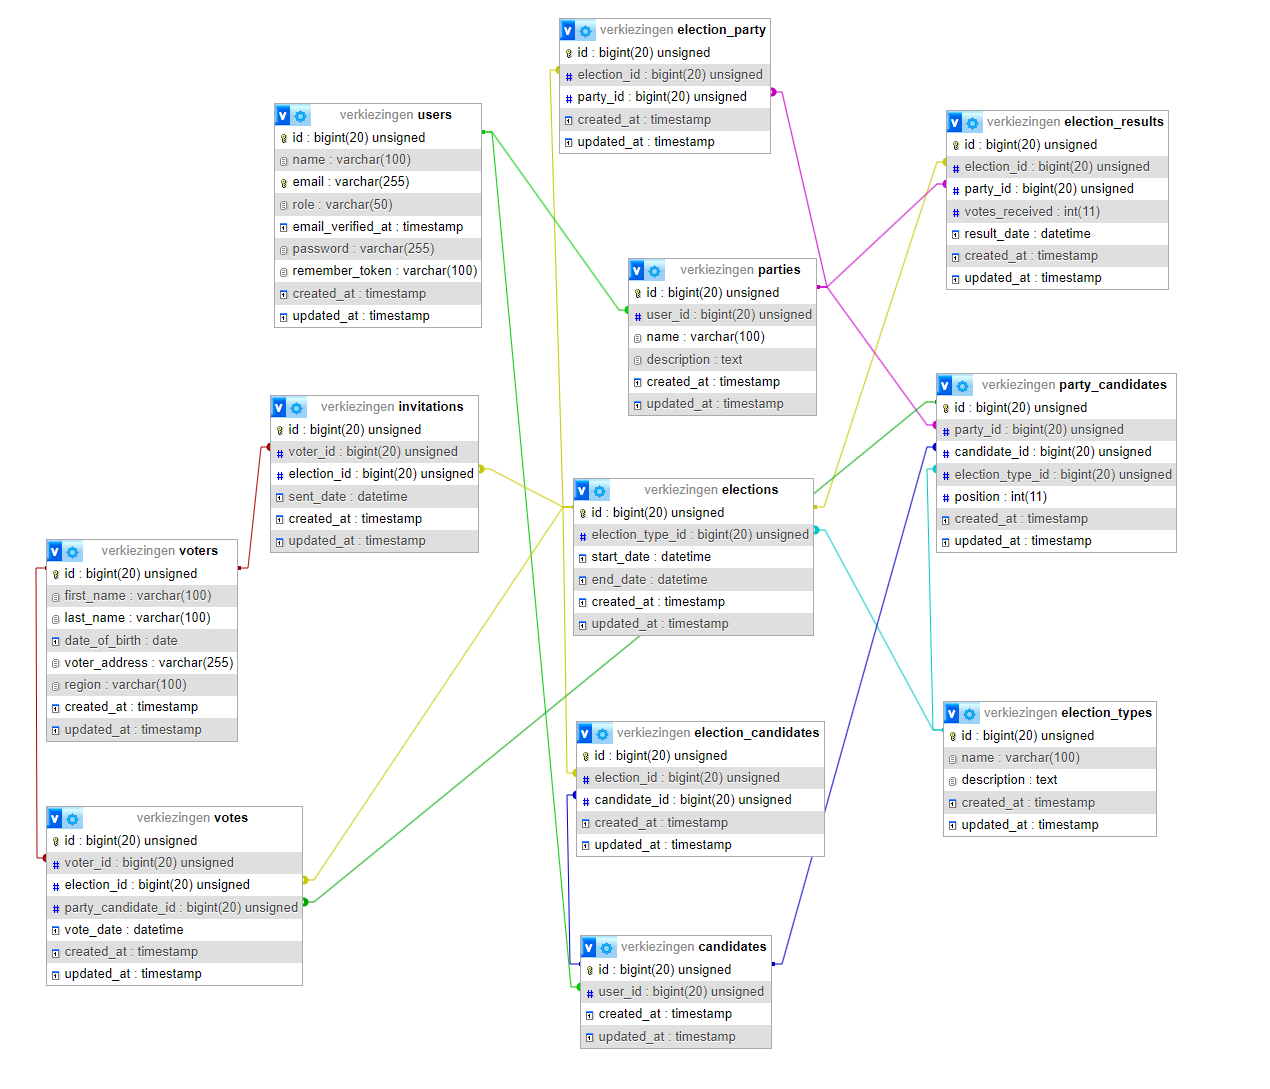 verkiezingen election_party
id : bigint(20) unsigned
election_id : bigint(20) unsigned
party_id : bigint(20) unsigned
created_at : timestamp
updated_at : timestamp
verkiezingen users
id : bigint(20) unsigned
name : varchar(100)
email : varchar(255)
role : varchar(50)
email_verified_at : timestamp
password : varchar(255)
remember_token : varchar(100)
created_at : timestamp
updated_at : timestamp
verkiezingen election_results
id : bigint(20) unsigned
election_id : bigint(20) unsigned
party_id : bigint(20) unsigned
votes_received : int(11)
result_date : datetime
created_at : timestamp
updated_at : timestamp
verkiezingen parties
id : bigint(20) unsigned
user_id : bigint(20) unsigned
name : varchar(100)
description : text
created_at : timestamp
updated_at : timestamp
verkiezingen party_candidates
id : bigint(20) unsigned
party_id : bigint(20) unsigned
candidate_id : bigint(20) unsigned
election_type_id : bigint(20) unsigned
position : int(11)
created_at : timestamp
updated_at : timestamp
verkiezingen invitations
id : bigint(20) unsigned
voter_id : bigint(20) unsigned
election_id : bigint(20) unsigned
sent_date : datetime
created_at : timestamp
updated_at : timestamp
verkiezingen elections
id : bigint(20) unsigned
election_type_id : bigint(20) unsigned
start_date : datetime
end_date : datetime
created_at : timestamp
updated_at : timestamp
verkiezingen voters
id : bigint(20) unsigned
first_name : varchar(100)
last_name : varchar(100)
date_of_birth : date
voter_address : varchar(255)
region : varchar(100)
created_at : timestamp
updated_at : timestamp
verkiezingen election_types
id : bigint(20) unsigned
name : varchar(100)
description : text
created_at : timestamp
updated_at : timestamp
verkiezingen election_candidates
id : bigint(20) unsigned
election_id : bigint(20) unsigned
candidate_id : bigint(20) unsigned
created_at : timestamp
updated_at : timestamp
verkiezingen votes
id : bigint(20) unsigned
voter_id : bigint(20) unsigned
election_id : bigint(20) unsigned
party_candidate_id : bigint(20) unsigned
vote_date : datetime
created_at : timestamp
updated_at : timestamp
verkiezingen candidates
id : bigint(20) unsigned
user_id : bigint(20) unsigned
created_at : timestamp
updated_at : timestamp